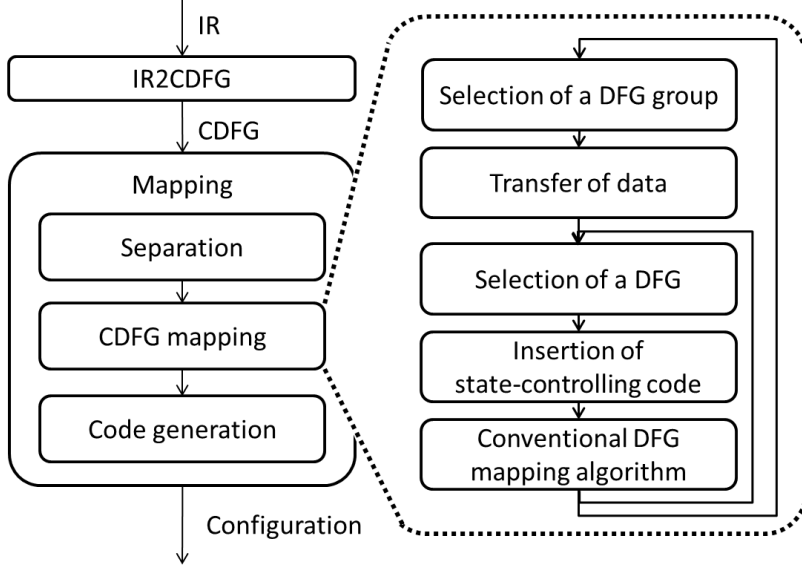 IR
IR2CDFG
CDFG
Mapping
Separation
CDFG mapping
Code generation
Configuration
Selection of a DFG group
Transfer of data
Selection of a DFG
Insertion of
state-controlling code
Conventional DFG
mapping algorithm